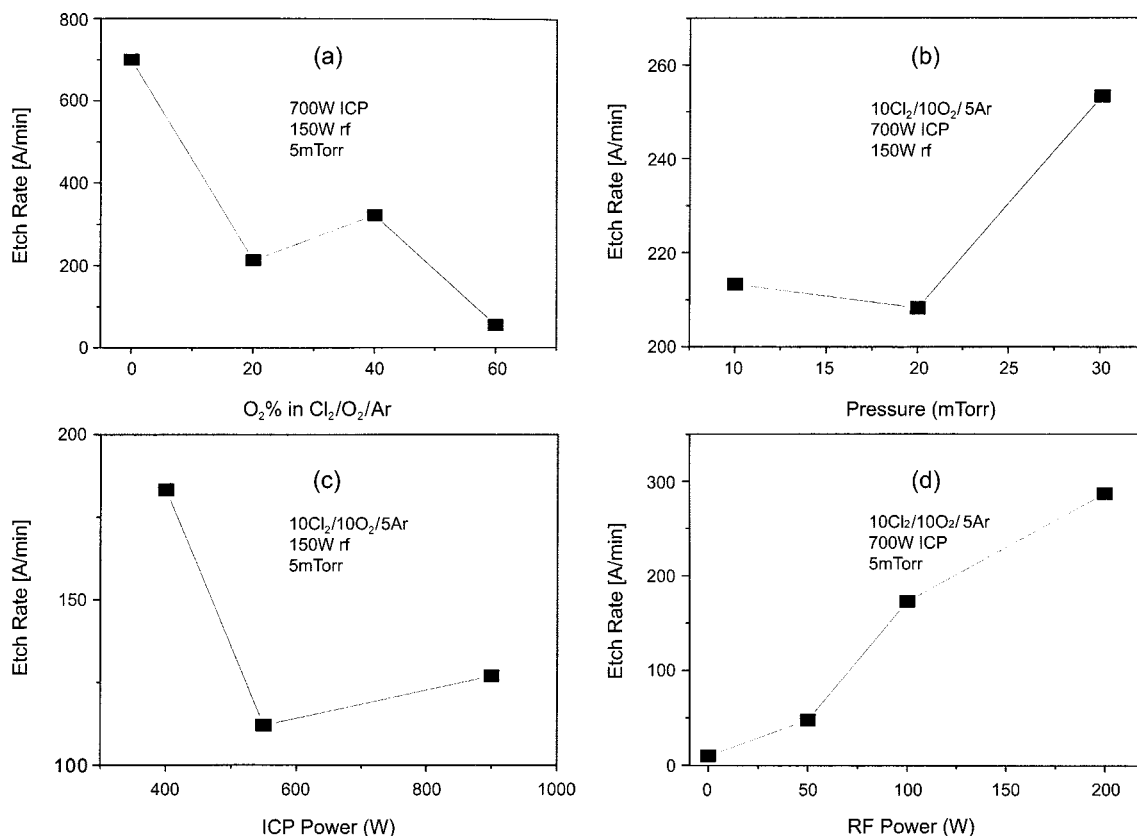 (a)
700W ICP
150W rf
5mTorr
Etch Rate [A/min]
800
600
400
200
0
0 20 40 60
O₂% in Cl₂/O₂/Ar
(b)
10Cl₂/10O₂/5Ar
700W ICP
150W rf
Etch Rate [A/min]
260
240
220
200
10 15 20 25 30
Pressure (mTorr)
(c)
10Cl₂/10O₂/5Ar
150W rf
5mTorr
Etch Rate [A/min]
200
150
100
400 600 800 1000
ICP Power (W)
(d)
10Cl₂/10O₂/5Ar
700W ICP
5mTorr
Etch Rate [A/min]
300
250
200
150
100
50
0
0 50 100 150 200
RF Power (W)